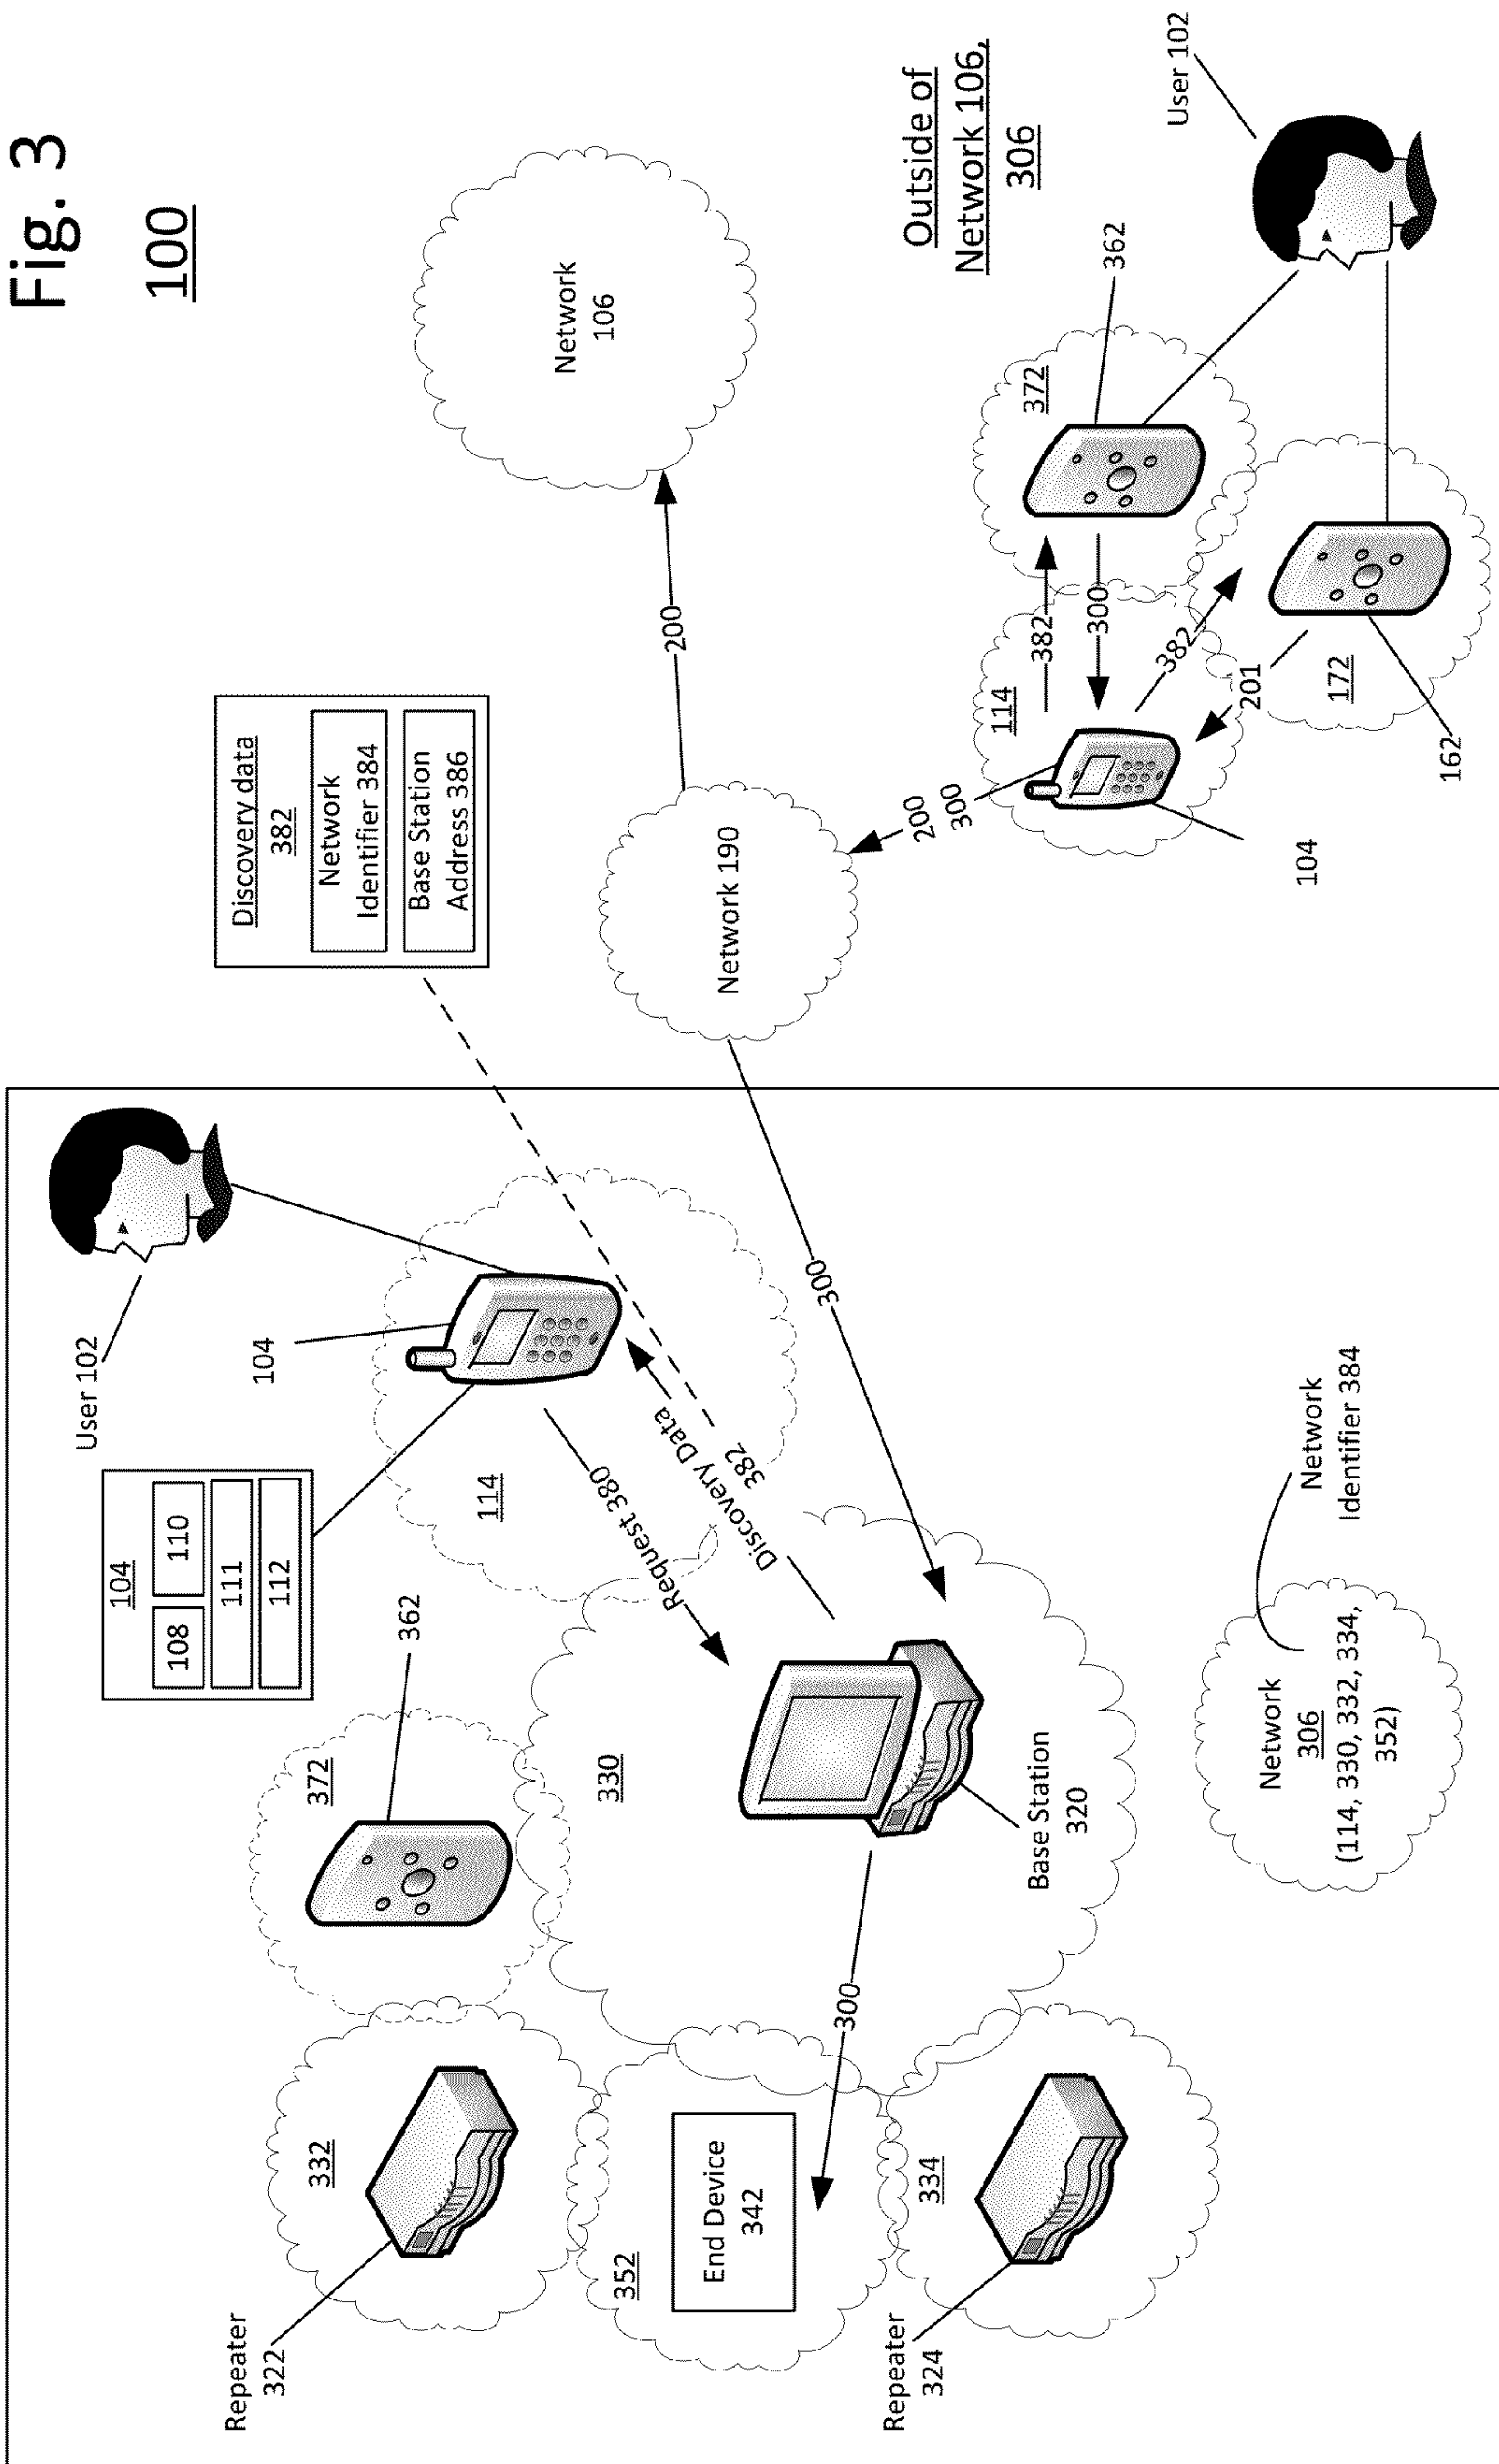 Fig. 3
100
User 102
104
104
108
110
111
112
114
Request 380
Discovery Data
382
Discovery data
382
Network
Identifier 384
Base Station
Address 386
Network
106
200
Network 190
300
200
300
Outside of
Network 106,
306
User 102
362
372
382
300
114
382
201
172
162
104
362
372
330
Base Station
320
300
Repeater
322
332
352
End Device
342
Repeater
324
334
Network
306
(114, 330, 332, 334,
352)
Network
Identifier 384